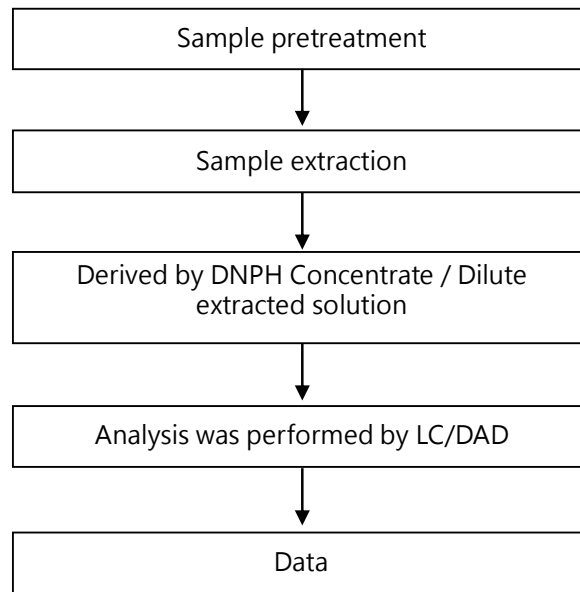 Sample pretreatment
Sample extraction
Derived by DNPH Concentrate / Dilute
extracted solution
Analysis was performed by LC/DAD
Data